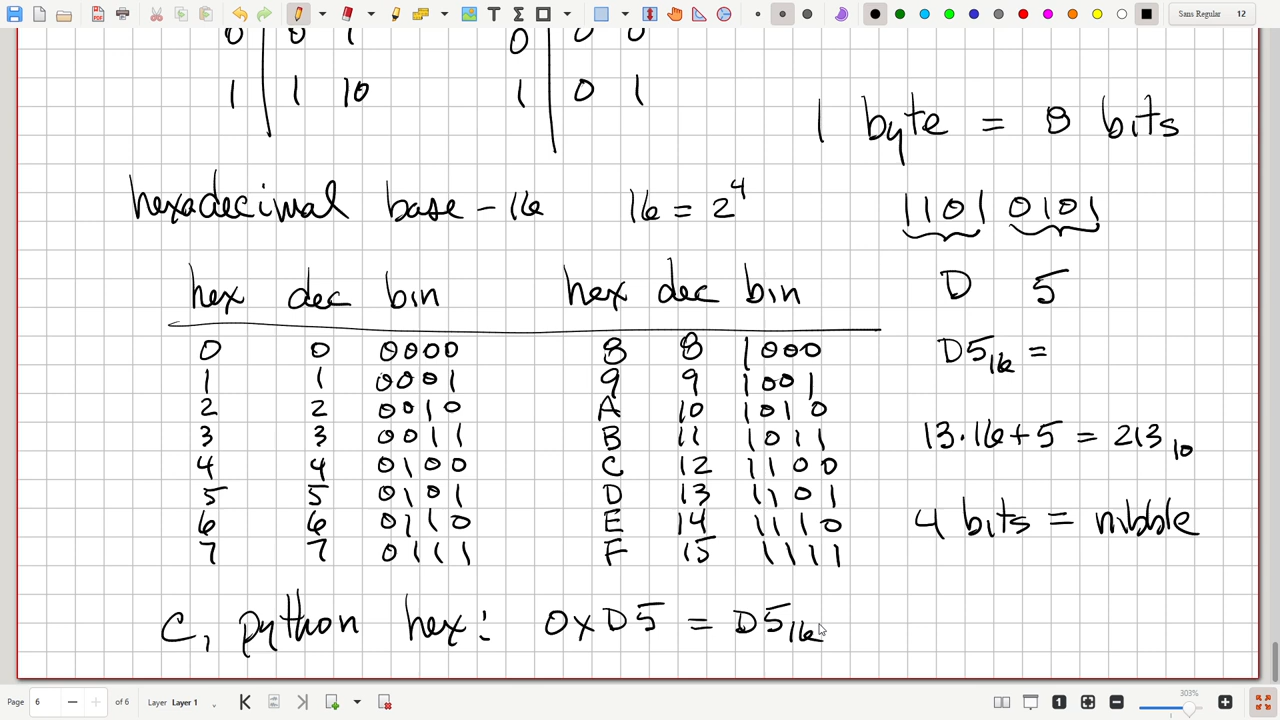 Sans Regular 12
0 | 0 1 0 | 0 0
1 | 1 10 1 | 0 1
1 byte = 8 bits
hexadecimal base-16 16 = 2^4
1101 0101
D 5
hex dec bin hex dec bin
0 0 0000 8 8 1000
D5₁₆ =
1 1 0001 9 9 1001
2 2 0010 A 10 1010
3 3 0011 B 11 1011
13·16+5 = 213₁₀
4 4 0100 C 12 1100
5 5 0101 D 13 1101
6 6 0110 E 14 1110
4 bits = nibble
7 7 0111 F 15 1111
C, python hex: 0xD5 = D5₁₆
Page 6 of 6 Layer Layer 1 303%